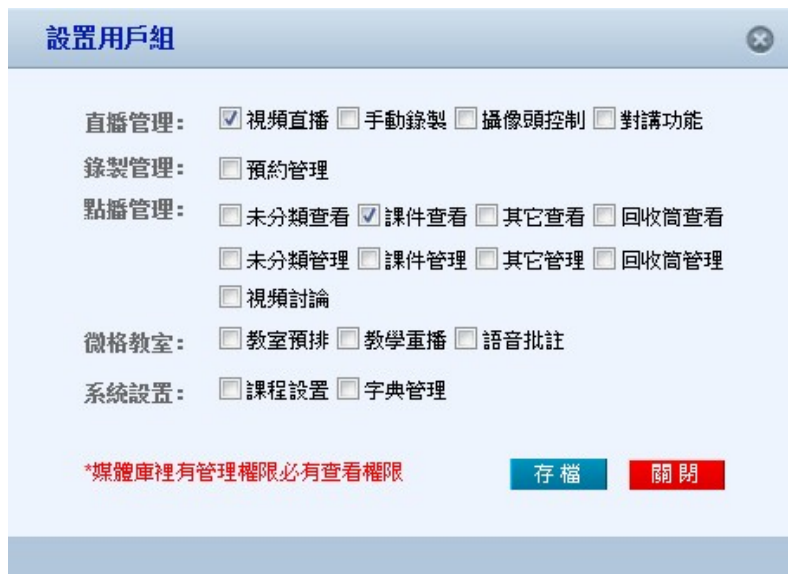 設置用戶組
直播管理: 視頻直播 手動錄製 攝像頭控制 對講功能
錄製管理: 預約管理
點播管理: 未分類查看 課件查看 其它查看 回收筒查看
未分類管理 課件管理 其它管理 回收筒管理
視頻討論
微格教室: 教室預排 教學重播 語音批註
系統設置: 課程設置 字典管理
*媒體庫裡有管理權限必有查看權限 存檔 關閉